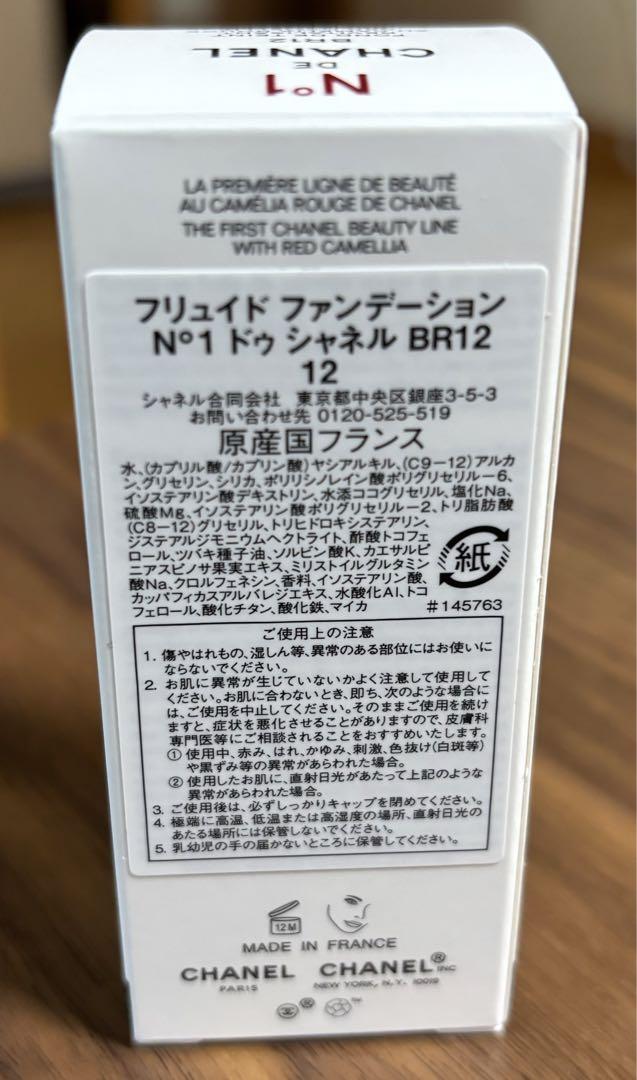 N°1
DE
CHANEL
BR12
LA PREMIÈRE LIGNE DE BEAUTÉ
AU CAMÉLIA ROUGE DE CHANEL
THE FIRST CHANEL BEAUTY LINE
WITH RED CAMELLIA
フリュイド ファンデーション
N°1 ドゥ シャネル BR12
12
シャネル合同会社 東京都中央区銀座3-5-3
お問い合わせ先 0120-525-519
原産国フランス
水、(カプリル酸/カプリン酸)ヤシアルキル、(C9-12)アルカ
ン、グリセリン、シリカ、ポリリシノレイン酸ポリグリセリル-6、
イソステアリン酸デキストリン、水添ココグリセリル、塩化Na、
硫酸Mg、イソステアリン酸ポリグリセリル-2、トリ脂肪酸
(C8-12)グリセリル、トリヒドロキシステアリン、
ジステアルジモニウムヘクトライト、酢酸トコフェ
ロール、ツバキ種子油、ソルビン酸K、カエサルピ
ニアスピノサ果実エキス、ミリストイルグルタミン
酸Na、クロルフェネシン、香料、イソステアリン酸、
カッパフィカスアルバレジエキス、水酸化Al、トコ
フェロール、酸化チタン、酸化鉄、マイカ #145763
紙
ご使用上の注意
1. 傷やはれもの、湿しん等、異常のある部位にはお使いに
ならないでください。
2. お肌に異常が生じていないかよく注意して使用して
ください。お肌に合わないとき、即ち、次のような場合に
は、ご使用を中止してください。そのままご使用を続け
ますと、症状を悪化させることがありますので、皮膚科
専門医等にご相談されることをおすすめいたします。
① 使用中、赤み、はれ、かゆみ、刺激、色抜け(白斑等)
や黒ずみ等の異常があらわれた場合。
② 使用したお肌に、直射日光があたって上記のような
異常があらわれた場合。
3. ご使用後は、必ずしっかりキャップを閉めてください。
4. 極端に高温、低温または高湿度の場所、直射日光の
あたる場所には保管しないでください。
5. 乳幼児の手の届かないところに保管してください。
12M
MADE IN FRANCE
CHANEL CHANEL® INC
PARIS NEW YORK, N.Y. 10019
® ™